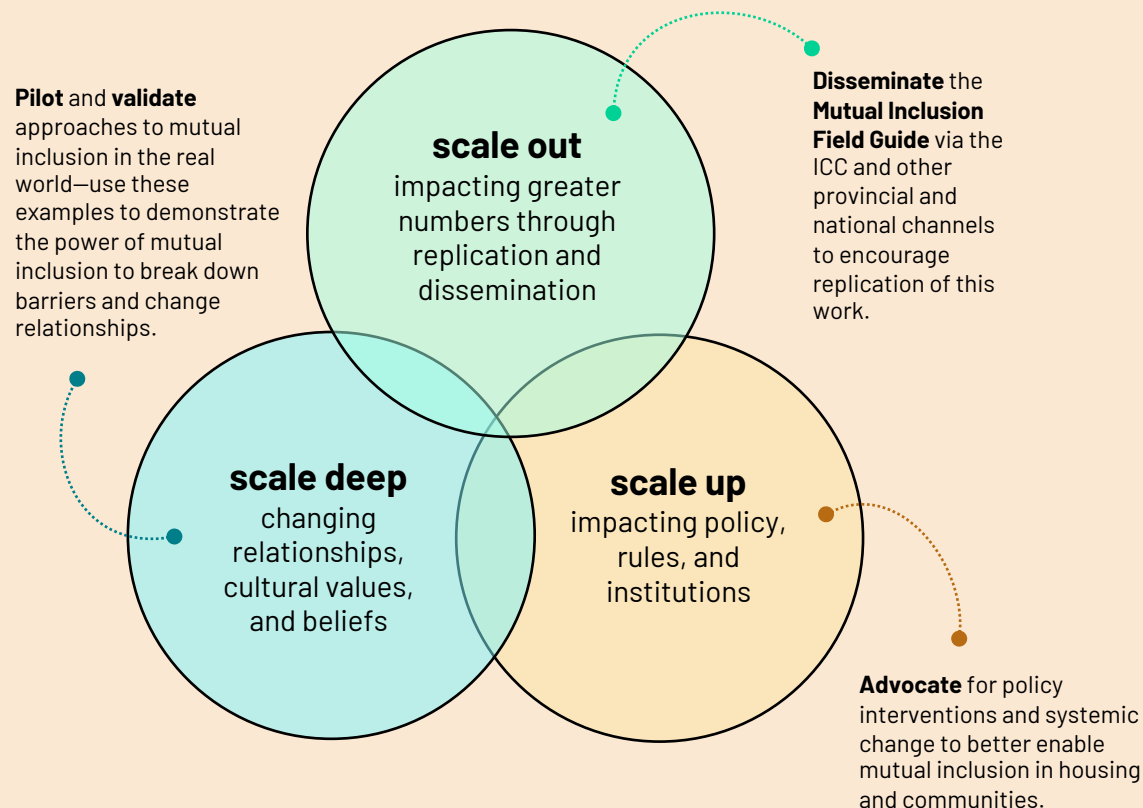 Pilot and validate
approaches to mutual
inclusion in the real
world—use these
examples to demonstrate
the power of mutual
inclusion to break down
barriers and change
relationships.
scale out
impacting greater
numbers through
replication and
dissemination
Disseminate the
Mutual Inclusion
Field Guide via the
ICC and other
provincial and
national channels
to encourage
replication of this
work.
scale deep
changing
relationships,
cultural values,
and beliefs
scale up
impacting policy,
rules, and
institutions
Advocate for policy
interventions and systemic
change to better enable
mutual inclusion in housing
and communities.